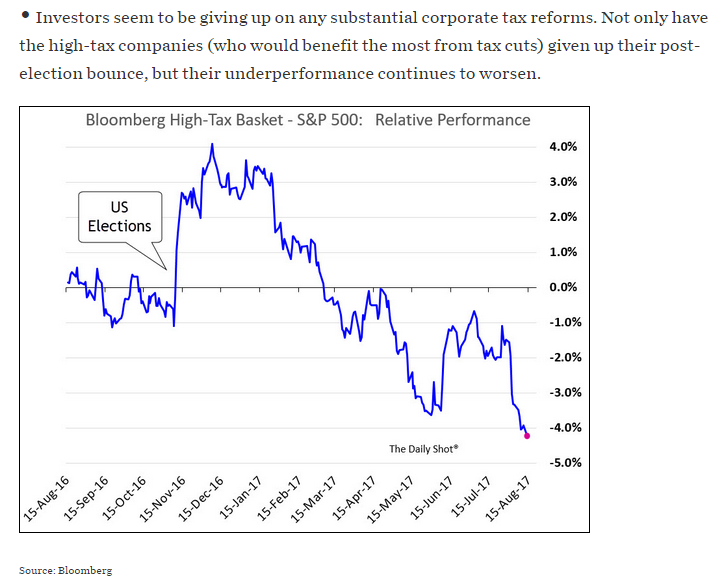 • Investors seem to be giving up on any substantial corporate tax reforms. Not only have
the high-tax companies (who would benefit the most from tax cuts) given up their post-
election bounce, but their underperformance continues to worsen.
Bloomberg High-Tax Basket - S&P 500: Relative Performance
4.0%
3.0%
US
Elections
2.0%
1.0%
0.0%
-1.0%
-2.0%
-3.0%
-4.0%
The Daily Shot®
-5.0%
15-Aug-16
15-Sep-16
15-Oct-16
15-Nov-16
15-Dec-16
15-Jan-17
15-Feb-17
15-Mar-17
15-Apr-17
15-May-17
15-Jun-17
15-Jul-17
15-Aug-17
Source: Bloomberg